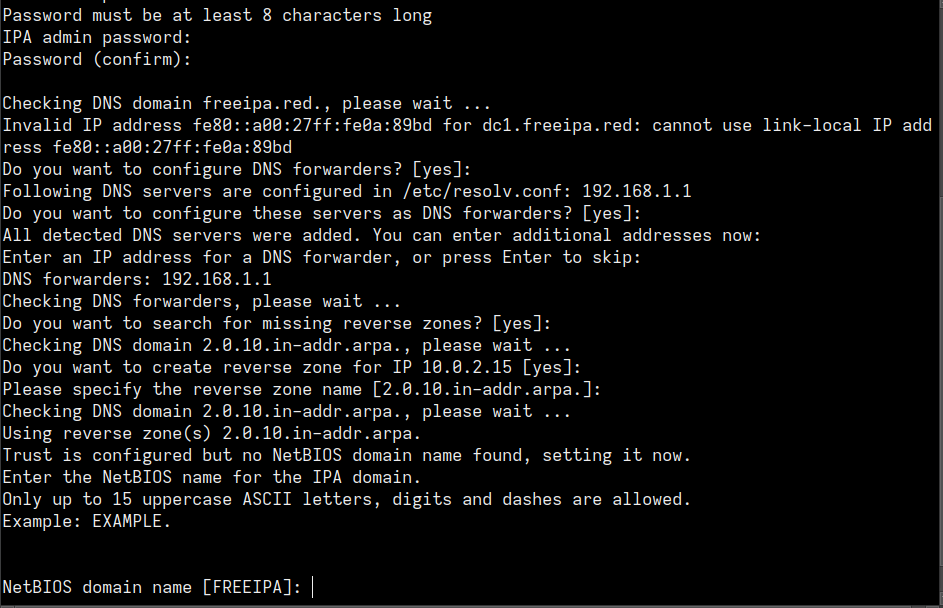 Password must be at least 8 characters long
IPA admin password:
Password (confirm):
Checking DNS domain freeipa.red., please wait ...
Invalid IP address fe80::a00:27ff:fe0a:89bd for dc1.freeipa.red: cannot use link-local IP add
ress fe80::a00:27ff:fe0a:89bd
Do you want to configure DNS forwarders? [yes]:
Following DNS servers are configured in /etc/resolv.conf: 192.168.1.1
Do you want to configure these servers as DNS forwarders? [yes]:
All detected DNS servers were added. You can enter additional addresses now:
Enter an IP address for a DNS forwarder, or press Enter to skip:
DNS forwarders: 192.168.1.1
Checking DNS forwarders, please wait ...
Do you want to search for missing reverse zones? [yes]:
Checking DNS domain 2.0.10.in-addr.arpa., please wait ...
Do you want to create reverse zone for IP 10.0.2.15 [yes]:
Please specify the reverse zone name [2.0.10.in-addr.arpa.]:
Checking DNS domain 2.0.10.in-addr.arpa., please wait ...
Using reverse zone(s) 2.0.10.in-addr.arpa.
Trust is configured but no NetBIOS domain name found, setting it now.
Enter the NetBIOS name for the IPA domain.
Only up to 15 uppercase ASCII letters, digits and dashes are allowed.
Example: EXAMPLE.
NetBIOS domain name [FREEIPA]: